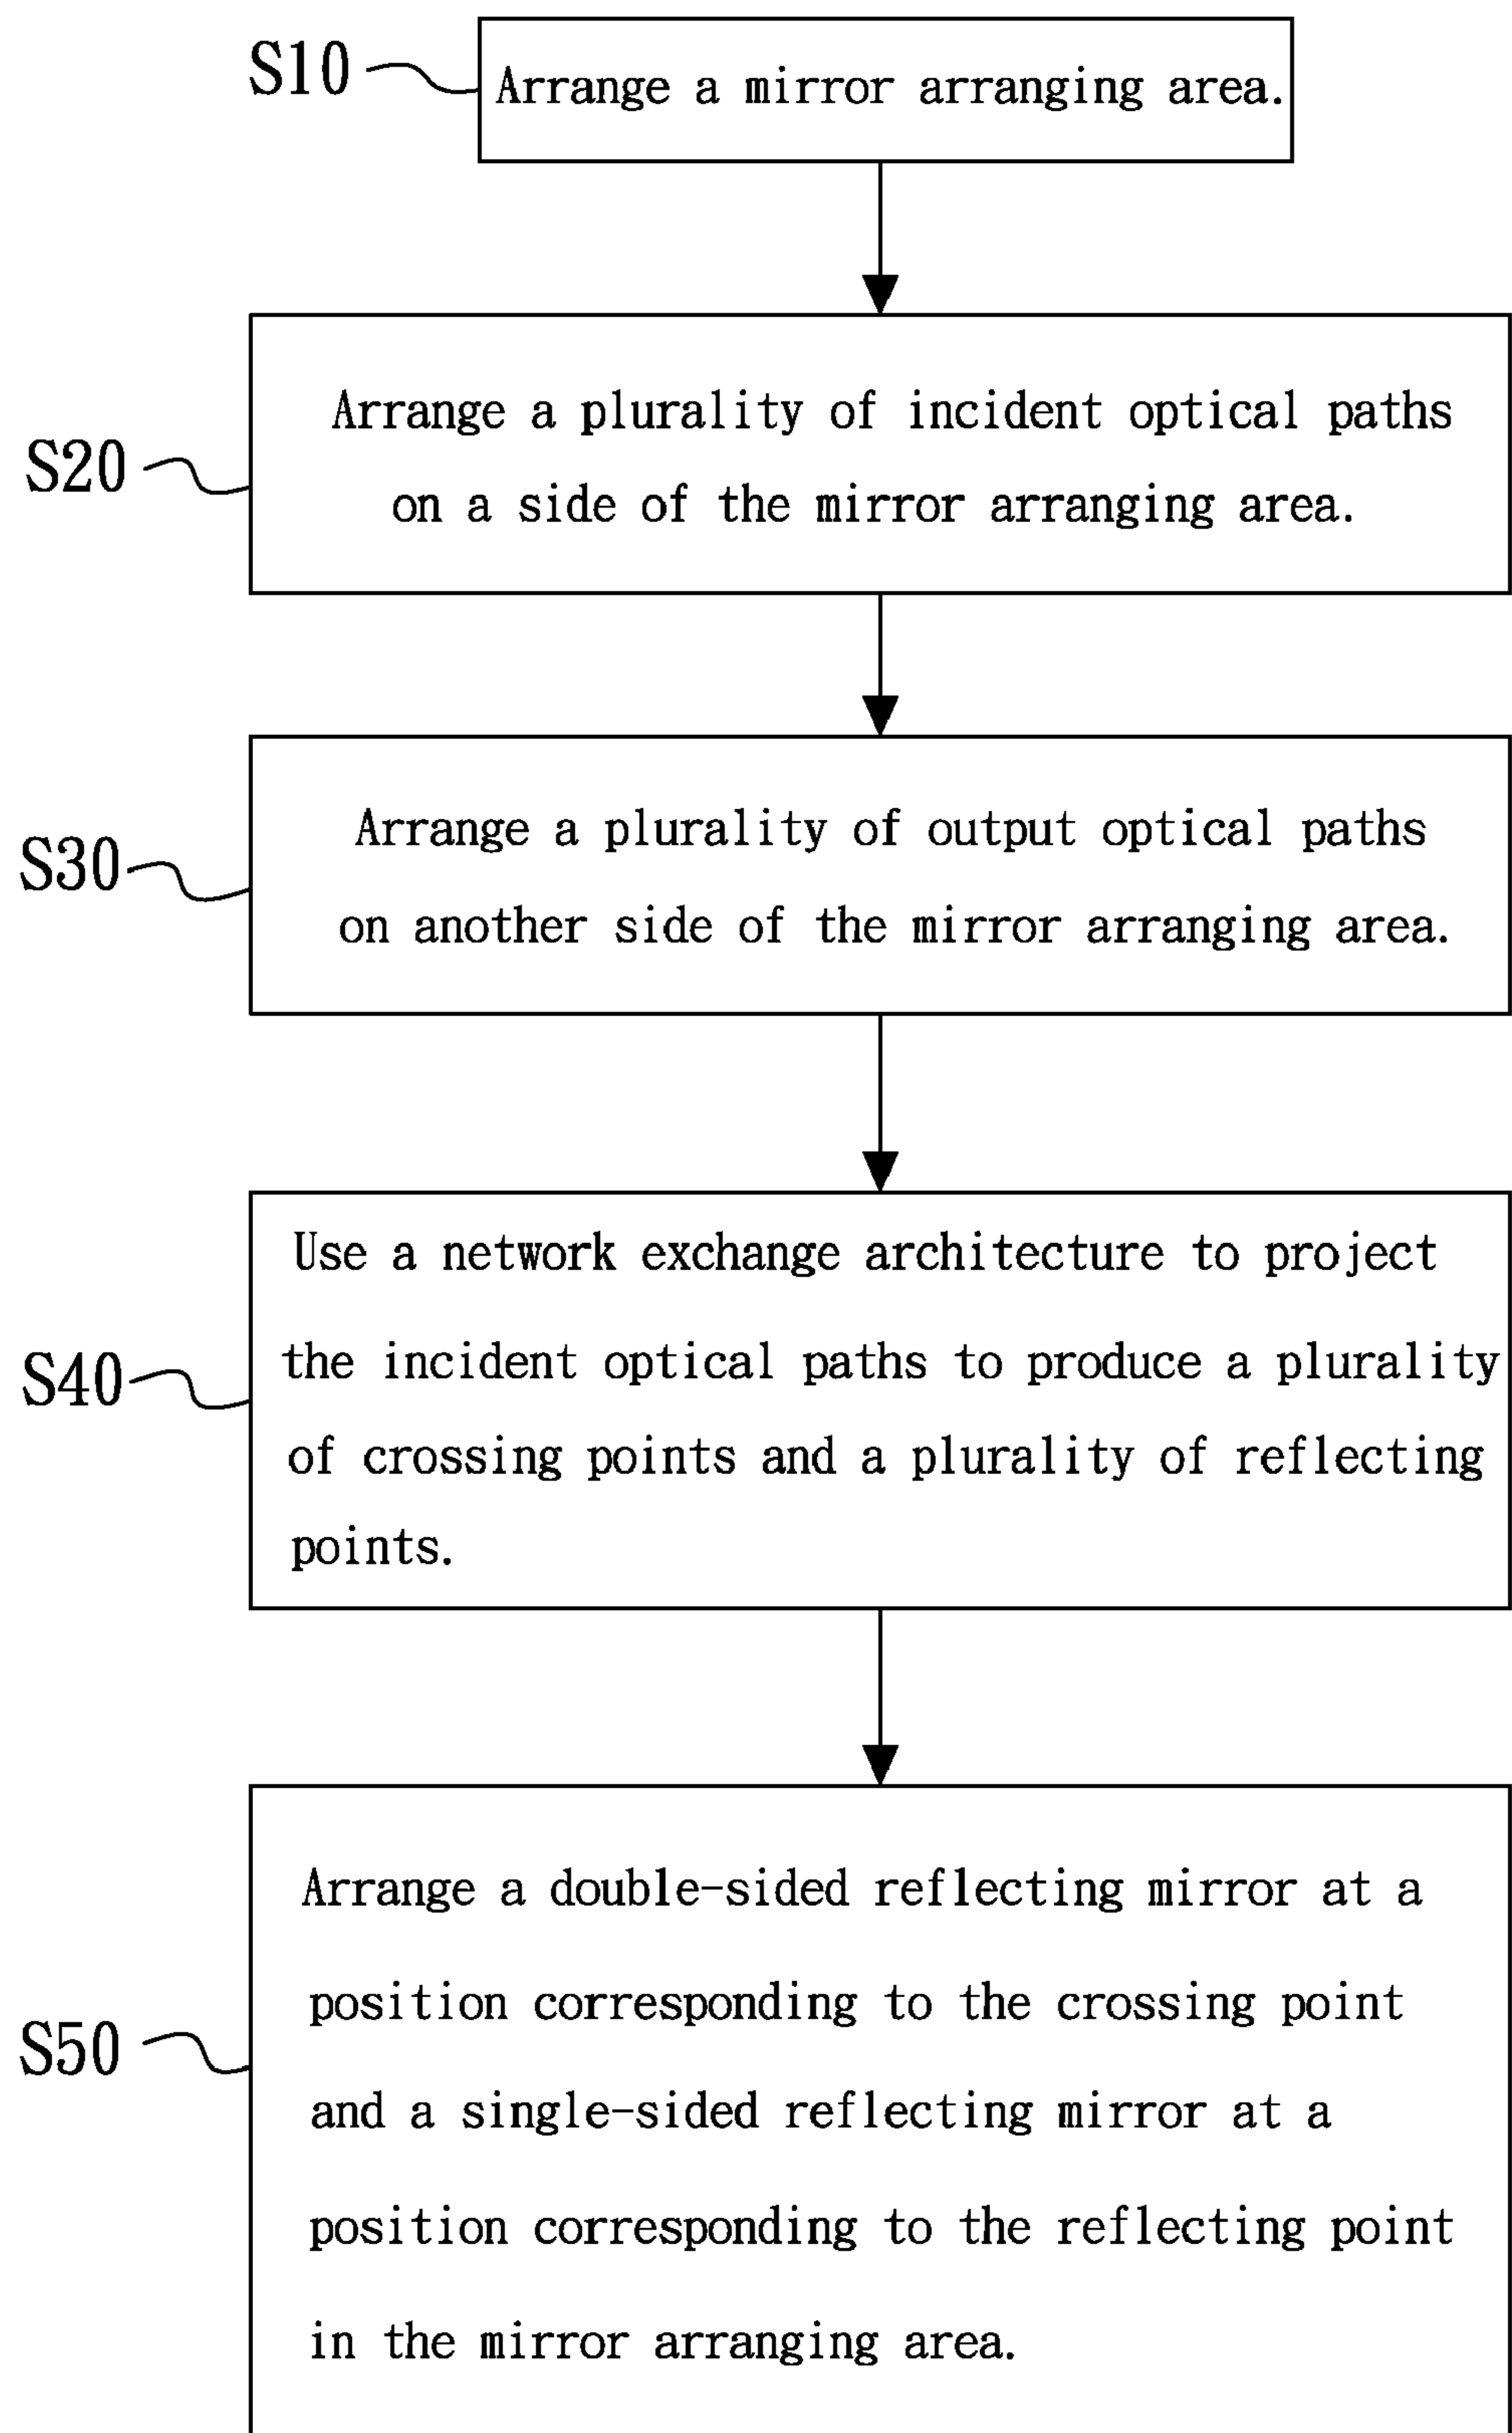 S10
Arrange a mirror arranging area.
S20
Arrange a plurality of incident optical paths
on a side of the mirror arranging area.
S30
Arrange a plurality of output optical paths
on another side of the mirror arranging area.
S40
Use a network exchange architecture to project
the incident optical paths to produce a plurality
of crossing points and a plurality of reflecting
points.
S50
Arrange a double-sided reflecting mirror at a
position corresponding to the crossing point
and a single-sided reflecting mirror at a
position corresponding to the reflecting point
in the mirror arranging area.